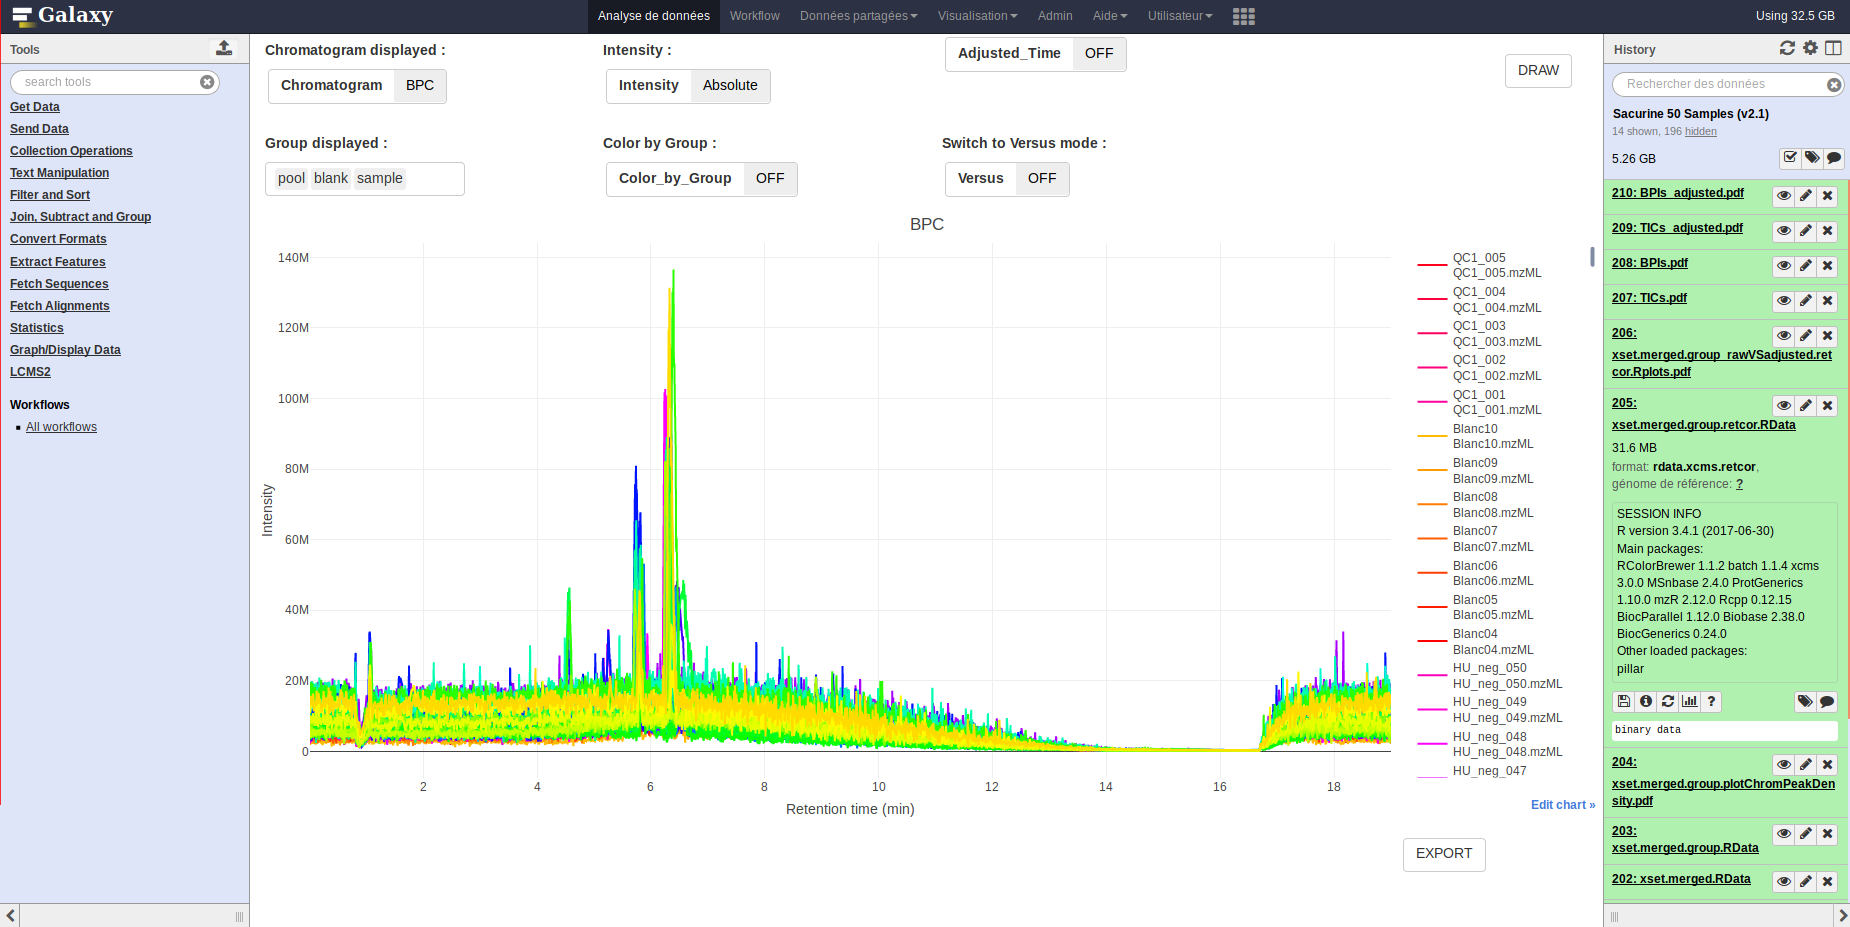 Galaxy
Analyse de données Workflow Données partagées Visualisation Admin Aide Utilisateur
Using 32.5 GB
Tools
search tools
Get Data
Send Data
Collection Operations
Text Manipulation
Filter and Sort
Join, Subtract and Group
Convert Formats
Extract Features
Fetch Sequences
Fetch Alignments
Statistics
Graph/Display Data
LCMS2
Workflows
All workflows
Chromatogram displayed :
Chromatogram BPC
Intensity :
Intensity Absolute
Adjusted_Time OFF
DRAW
Group displayed :
pool blank sample
Color by Group :
Color_by_Group OFF
Switch to Versus mode :
Versus OFF
BPC
140M
120M
100M
80M
60M
40M
20M
0
Intensity
2 4 6 8 10 12 14 16 18
Retention time (min)
QC1_005
QC1_005.mzML
QC1_004
QC1_004.mzML
QC1_003
QC1_003.mzML
QC1_002
QC1_002.mzML
QC1_001
QC1_001.mzML
Blanc10
Blanc10.mzML
Blanc09
Blanc09.mzML
Blanc08
Blanc08.mzML
Blanc07
Blanc07.mzML
Blanc06
Blanc06.mzML
Blanc05
Blanc05.mzML
Blanc04
Blanc04.mzML
HU_neg_050
HU_neg_050.mzML
HU_neg_049
HU_neg_049.mzML
HU_neg_048
HU_neg_048.mzML
HU_neg_047
Edit chart »
EXPORT
History
Rechercher des données
Sacurine 50 Samples (v2.1)
14 shown, 196 hidden
5.26 GB
210: BPIs_adjusted.pdf
209: TICs_adjusted.pdf
208: BPIs.pdf
207: TICs.pdf
206:
xset.merged.group_rawVSadjusted.ret
cor.Rplots.pdf
205:
xset.merged.group.retcor.RData
31.6 MB
format: rdata.xcms.retcor,
génome de référence: ?
SESSION INFO
R version 3.4.1 (2017-06-30)
Main packages:
RColorBrewer 1.1.2 batch 1.1.4 xcms
3.0.0 MSnbase 2.4.0 ProtGenerics
1.10.0 mzR 2.12.0 Rcpp 0.12.15
BiocParallel 1.12.0 Biobase 2.38.0
BiocGenerics 0.24.0
Other loaded packages:
pillar
?
binary data
204:
xset.merged.group.plotChromPeakDen
sity.pdf
203:
xset.merged.group.RData
202: xset.merged.RData